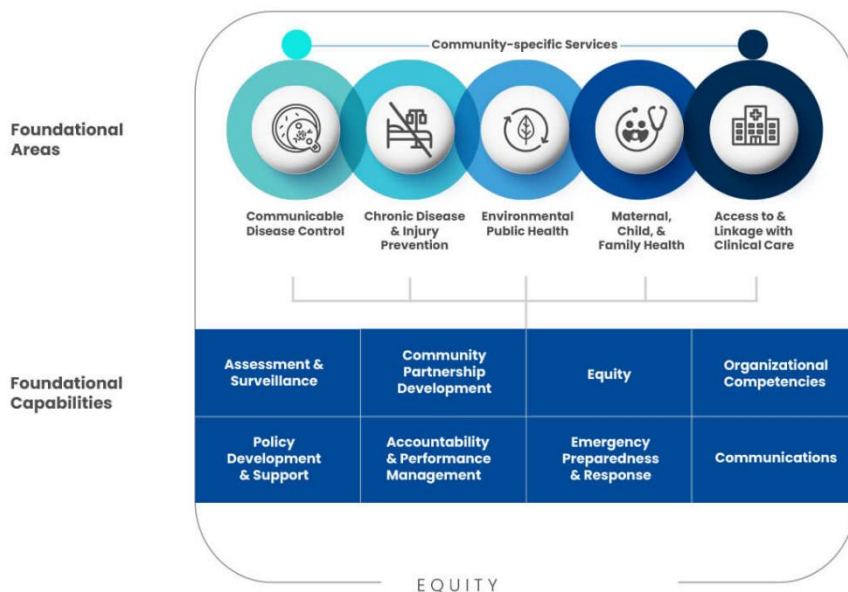 Community-specific Services
Foundational
Areas
Communicable
Disease Control
Chronic Disease
& Injury
Prevention
Environmental
Public Health
Maternal,
Child, &
Family Health
Access to &
Linkage with
Clinical Care
Foundational
Capabilities
Assessment &
Surveillance
Community
Partnership
Development
Equity
Organizational
Competencies
Policy
Development
& Support
Accountability
& Performance
Management
Emergency
Preparedness
& Response
Communications
EQUITY